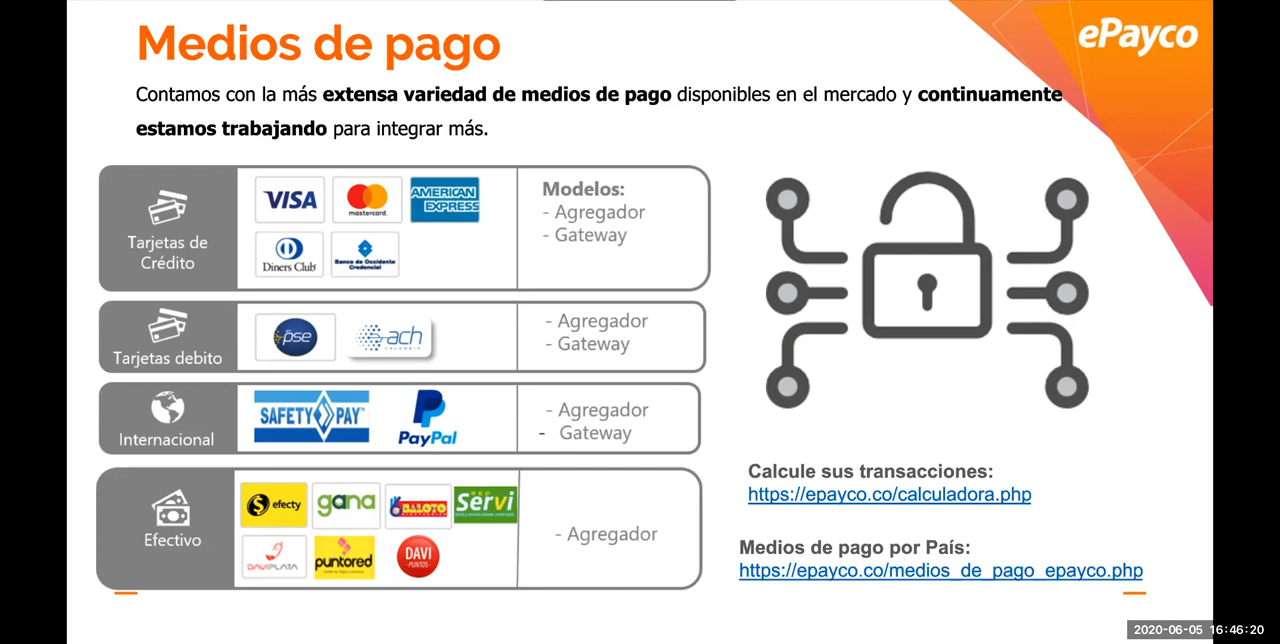 Medios de pago
ePayco
Contamos con la más extensa variedad de medios de pago disponibles en el mercado y continuamente
estamos trabajando para integrar más.
Tarjetas de
Crédito
VISA
mastercard.
AMERICAN
EXPRESS
Diners Club
Banco de Occidente
Credencial
Modelos:
- Agregador
- Gateway
Tarjetas debito
pse
ach
COLOMBIA
- Agregador
- Gateway
Internacional
SAFETY PAY
PayPal
- Agregador
- Gateway
Efectivo
$ efecty
gana
BALOTO
RED
Servi
DAVIPLATA
puntored
DAVI
PUNTOS
- Agregador
Calcule sus transacciones:
https://epayco.co/calculadora.php
Medios de pago por País:
https://epayco.co/medios_de_pago_epayco.php
2020-06-05 16:46:20